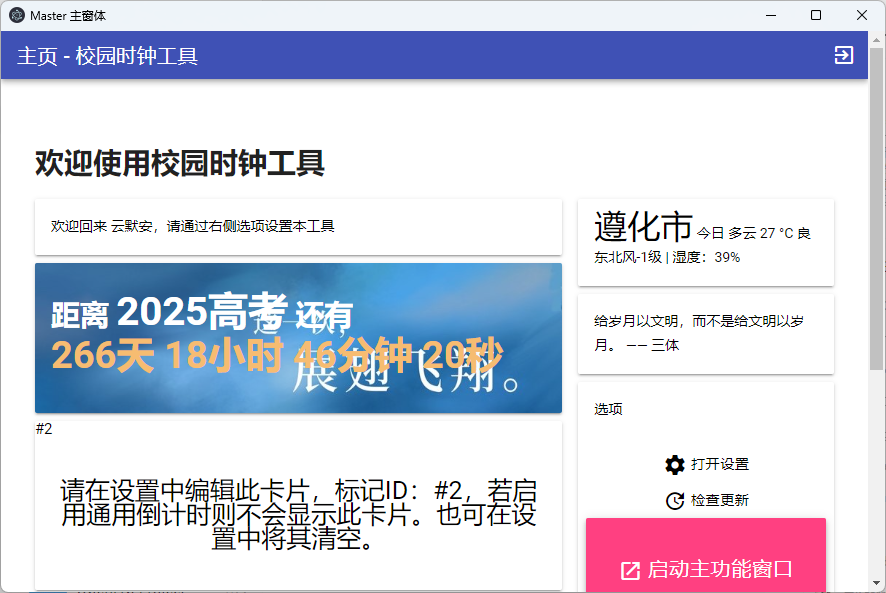 Master 主窗体
主页 - 校园时钟工具
欢迎使用校园时钟工具
欢迎回来 云默安，请通过右侧选项设置本工具
距离 2025高考 还有
这一次，
266天 18小时 46分钟 20秒
展翅飞翔。
#2
请在设置中编辑此卡片，标记ID：#2，若启
用通用倒计时则不会显示此卡片。也可在设
置中将其清空。
遵化市 今日 多云 27 °C 良
东北风-1级 | 湿度：39%
给岁月以文明，而不是给文明以岁
月。 —— 三体
选项
打开设置
检查更新
启动主功能窗口